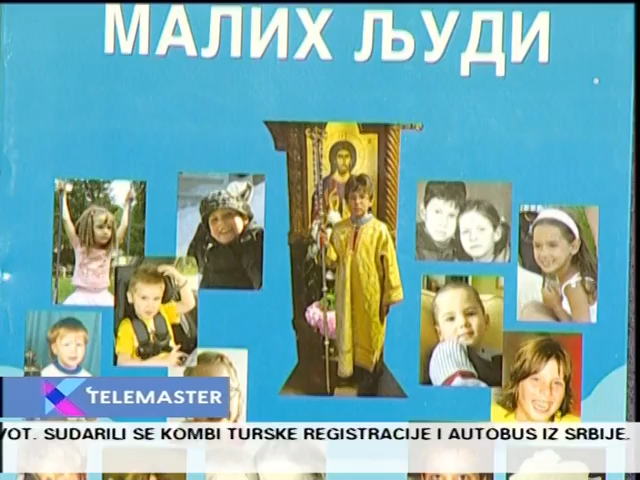 МАЛИХ ЉУДИ
TELEMASTER
VOT. SUDARILI SE KOMBI TURSKE REGISTRACIJE I AUTOBUS IZ SRBIJE.